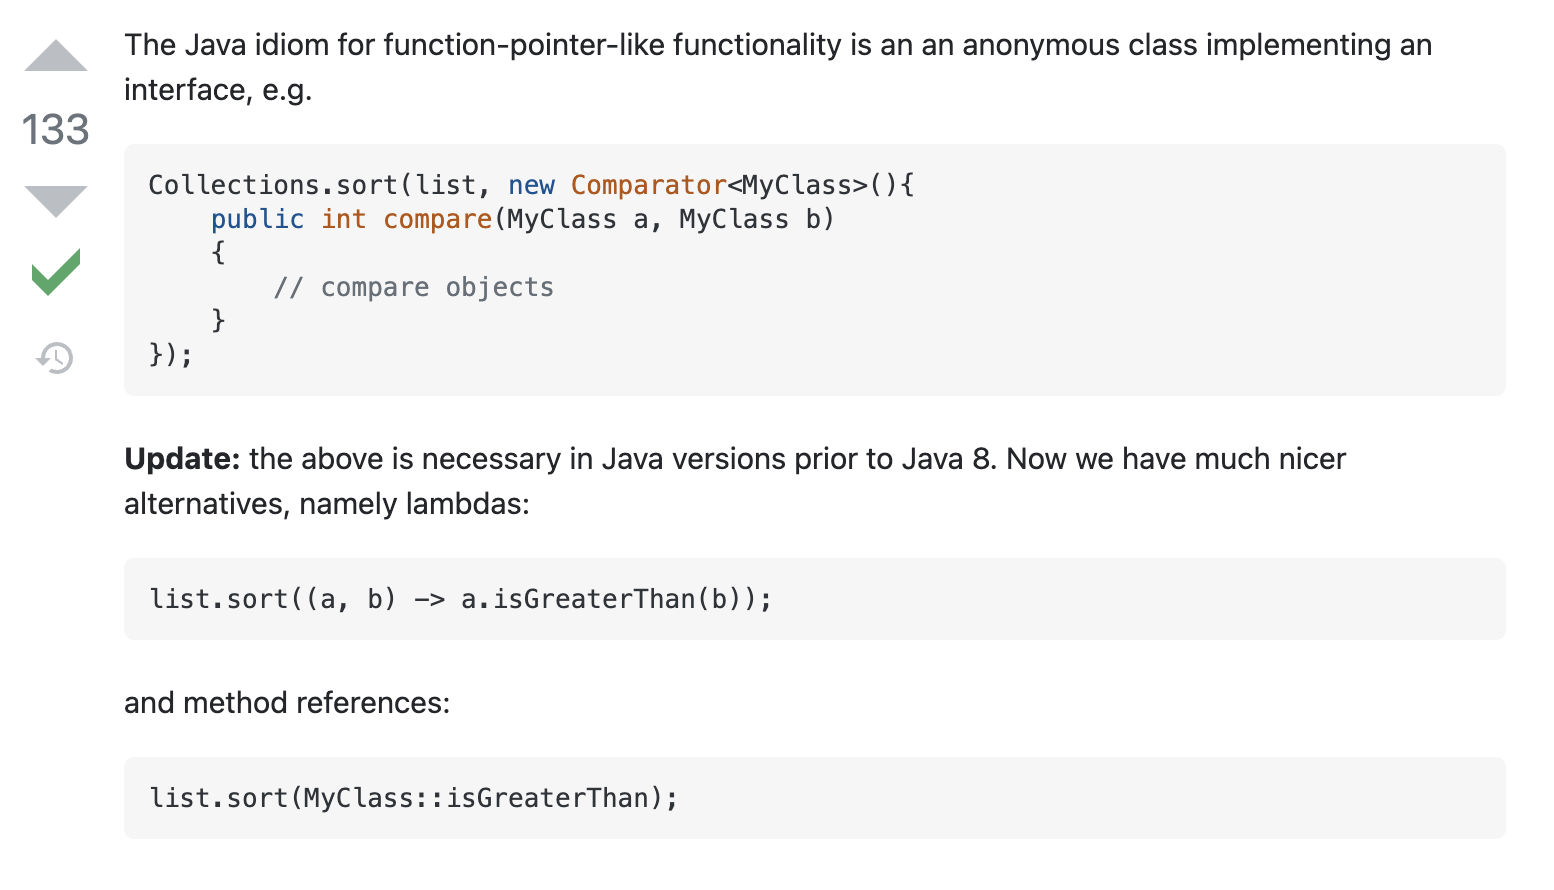 The Java idiom for function-pointer-like functionality is an an anonymous class implementing an
interface, e.g.
133
Collections.sort(list, new Comparator<MyClass>(){
    public int compare(MyClass a, MyClass b)
    {
        // compare objects
    }
});
Update: the above is necessary in Java versions prior to Java 8. Now we have much nicer
alternatives, namely lambdas:
list.sort((a, b) -> a.isGreaterThan(b));
and method references:
list.sort(MyClass::isGreaterThan);